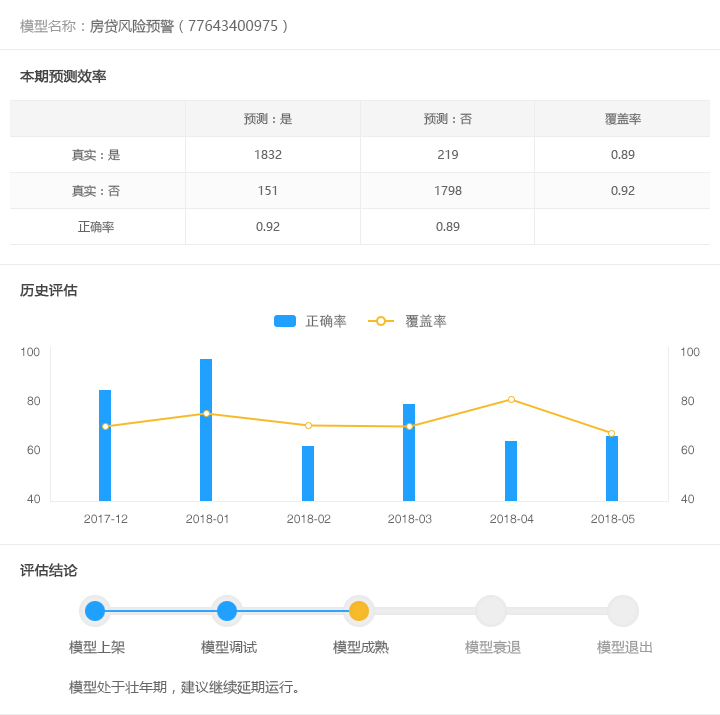 模型名称：房贷风险预警（77643400975）
本期预测效率
预测：是 预测：否 覆盖率
真实：是 1832 219 0.89
真实：否 151 1798 0.92
正确率 0.92 0.89
历史评估
正确率 覆盖率
100 100
80 80
60 60
40 40
2017-12 2018-01 2018-02 2018-03 2018-04 2018-05
评估结论
模型上架 模型调试 模型成熟 模型衰退 模型退出
模型处于壮年期，建议继续延期运行。